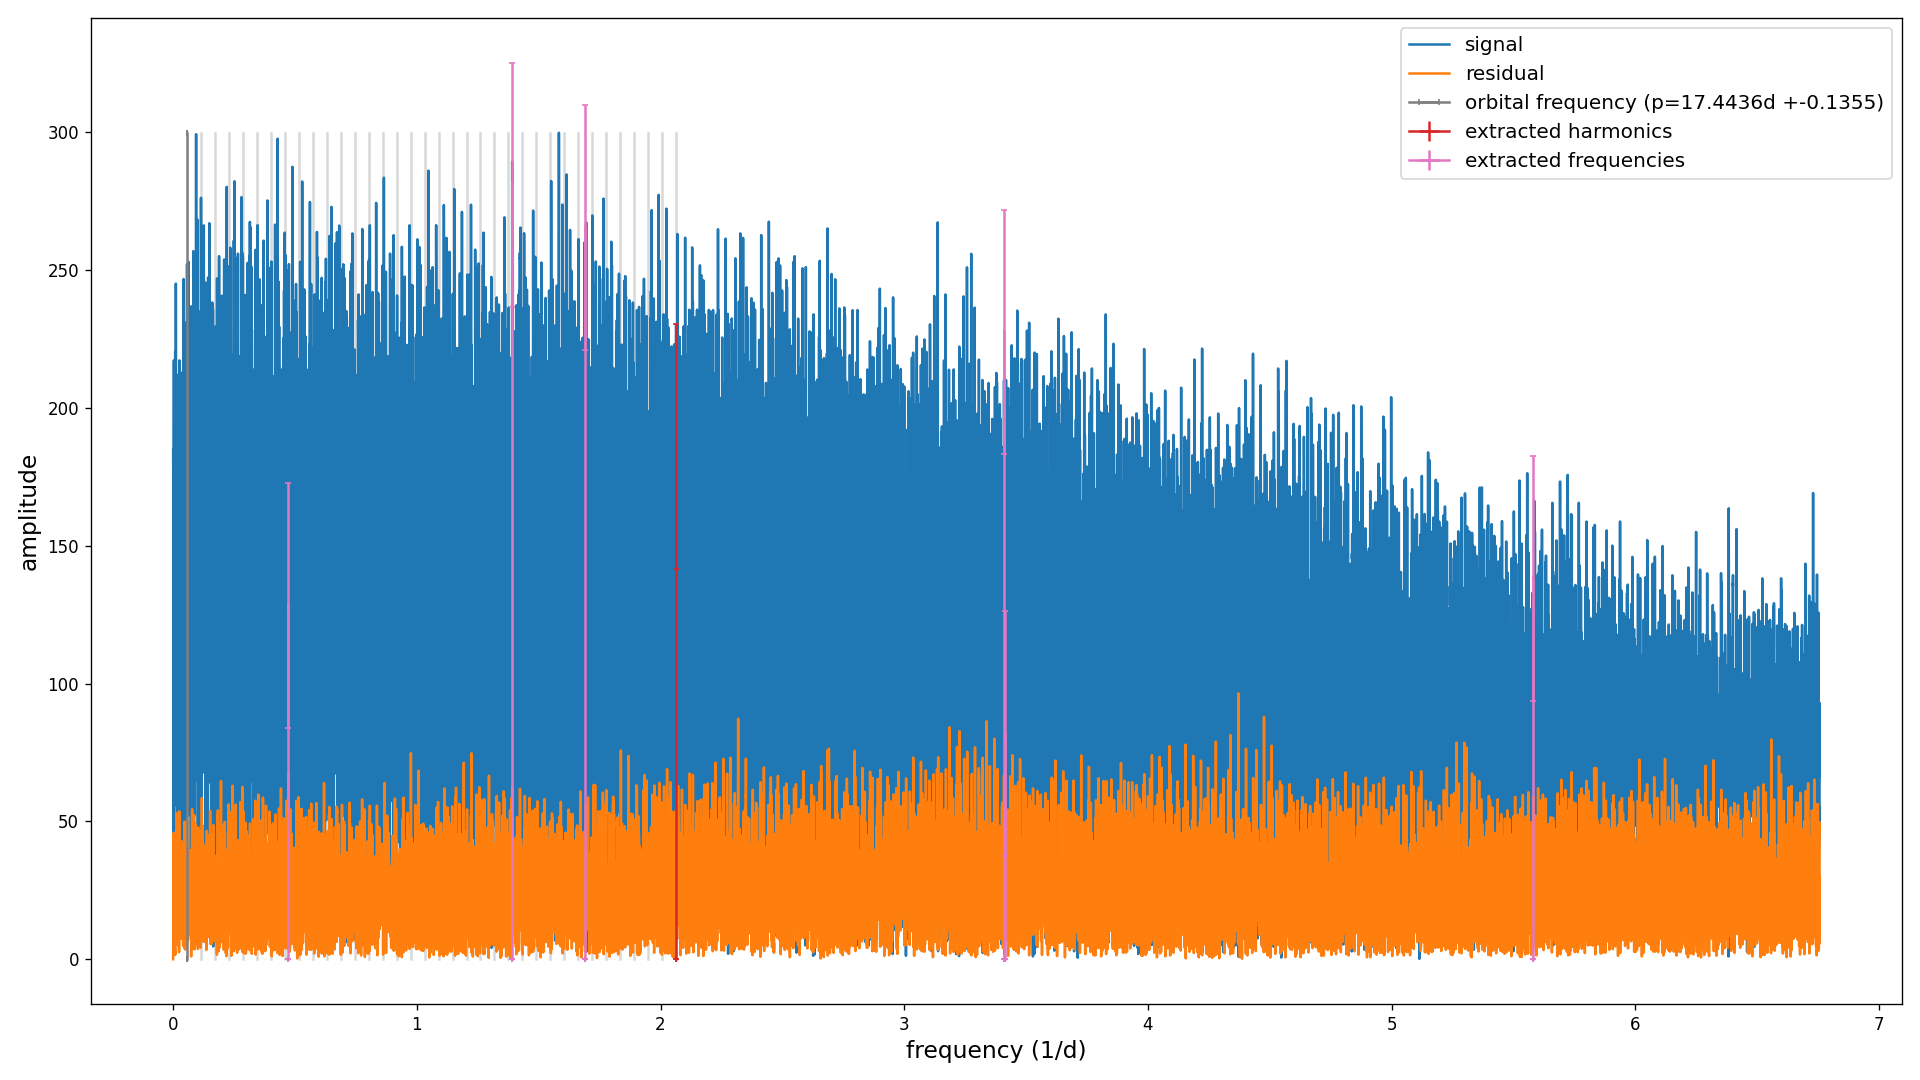 signal
residual
orbital frequency (p=17.4436d +-0.1355)
extracted harmonics
extracted frequencies
300
250
200
150
100
50
0
amplitude
0 1 2 3 4 5 6 7
frequency (1/d)